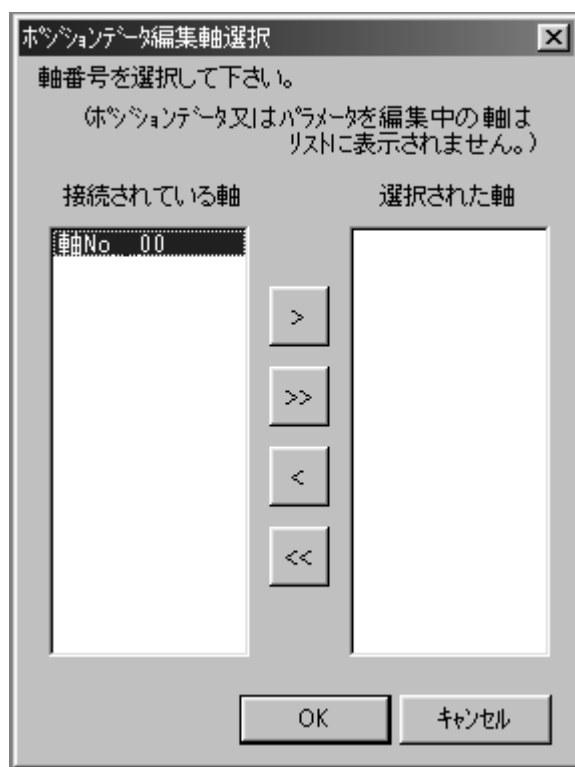 ﾎﾟｼﾞｼｮﾝﾃﾞｰﾀ編集軸選択
軸番号を選択して下さい。
(ﾎﾟｼﾞｼｮﾝﾃﾞｰﾀ又はﾊﾟﾗﾒｰﾀを編集中の軸は
ﾘｽﾄに表示されません。)
接続されている軸
選択された軸
軸No._00
>
>>
<
<<
OK
ｷｬﾝｾﾙ